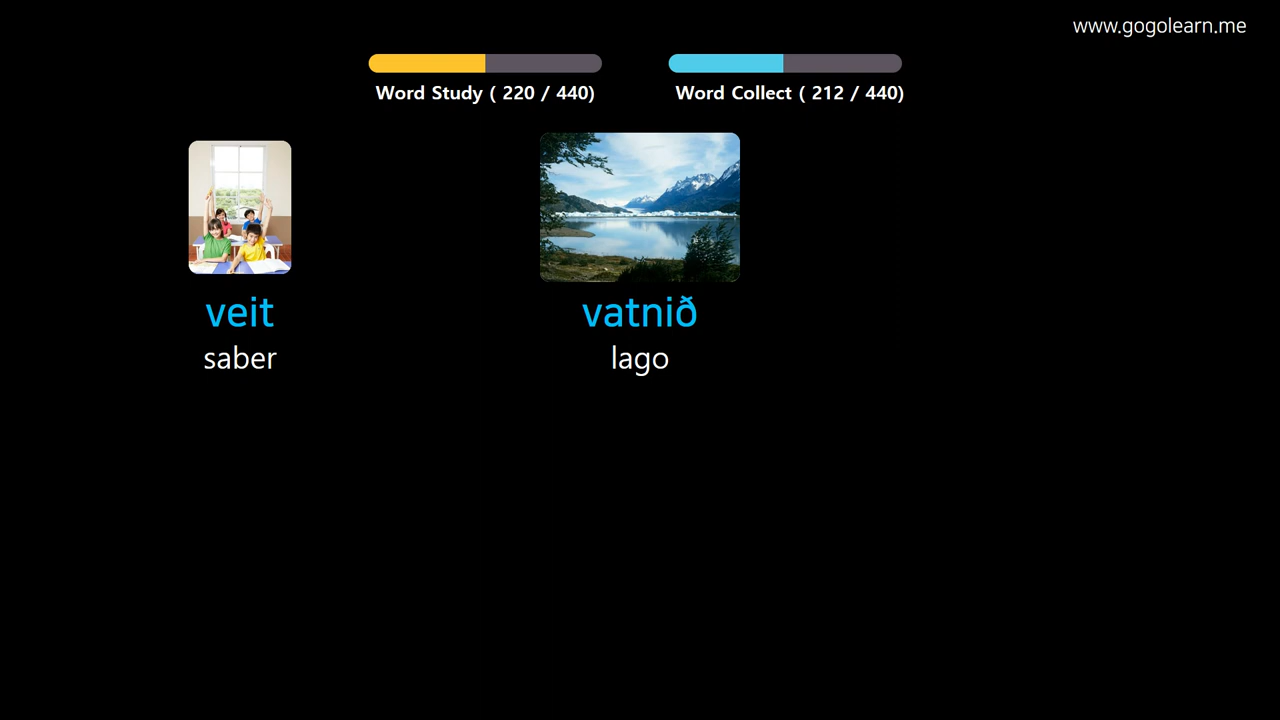 www.gogolearn.me
Word Study ( 220 / 440)
Word Collect ( 212 / 440)
veit
saber
vatnið
lago